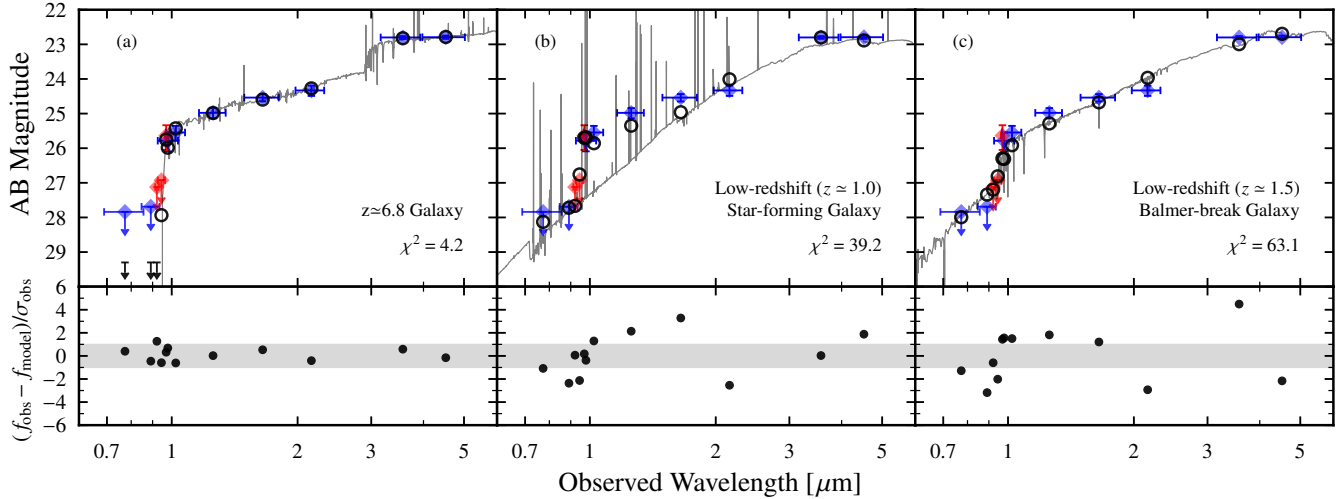 (a)
(b)
(c)
AB Magnitude
22
23
24
25
26
27
28
29
z≃6.8 Galaxy
χ² = 4.2
Low-redshift (z ≃ 1.0)
Star-forming Galaxy
χ² = 39.2
Low-redshift (z ≃ 1.5)
Balmer-break Galaxy
χ² = 63.1
(f_obs − f_model)/σ_obs
6
4
2
0
−2
−4
−6
0.7 1 2 3 5
0.7 1 2 3 5
0.7 1 2 3 5
Observed Wavelength [μm]